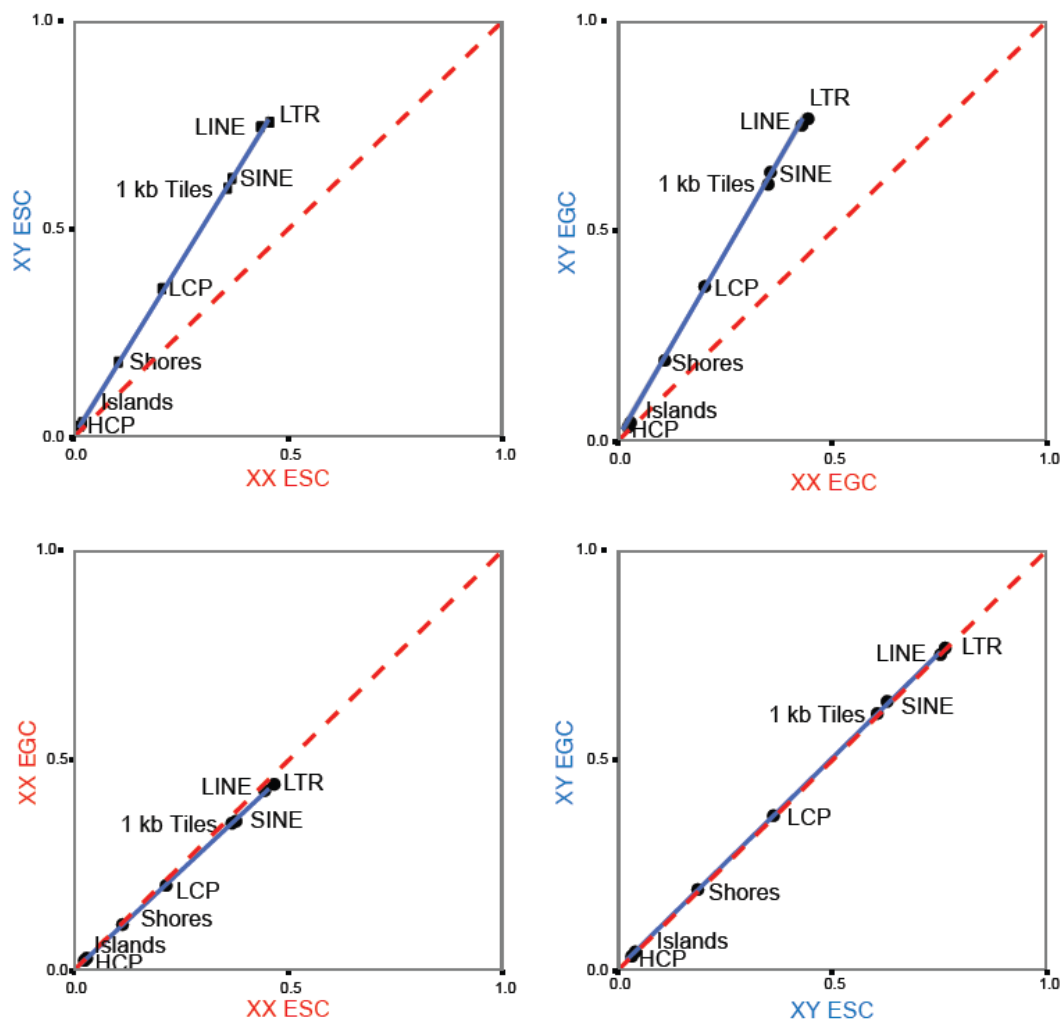 1.0
LTR
LINE
SINE
1 kb Tiles
XY ESC
0.5
LCP
Shores
Islands
HCP
0.0
0.0
0.5
1.0
XX ESC
1.0
LTR
LINE
SINE
1 kb Tiles
XY EGC
0.5
LCP
Shores
Islands
HCP
0.0
0.0
0.5
1.0
XX EGC
1.0
XX EGC
0.5
LINE
LTR
1 kb Tiles
SINE
LCP
Shores
Islands
HCP
0.0
0.0
0.5
1.0
XX ESC
1.0
LINE
LTR
1 kb Tiles
SINE
XY EGC
0.5
LCP
Shores
Islands
HCP
0.0
0.0
0.5
1.0
XY ESC